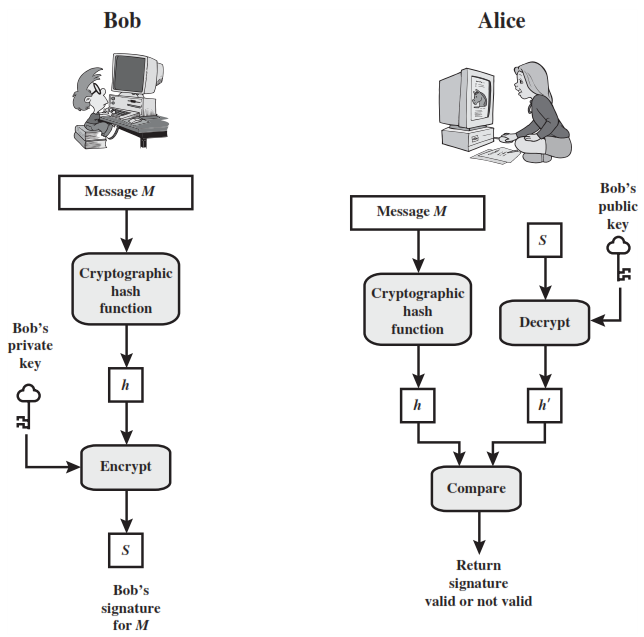 Bob
Message M
Cryptographic
hash
function
Bob's
private
key
h
Encrypt
S
Bob's
signature
for M
Alice
Message M
Cryptographic
hash
function
h
S
Bob's
public
key
Decrypt
h'
Compare
Return
signature
valid or not valid